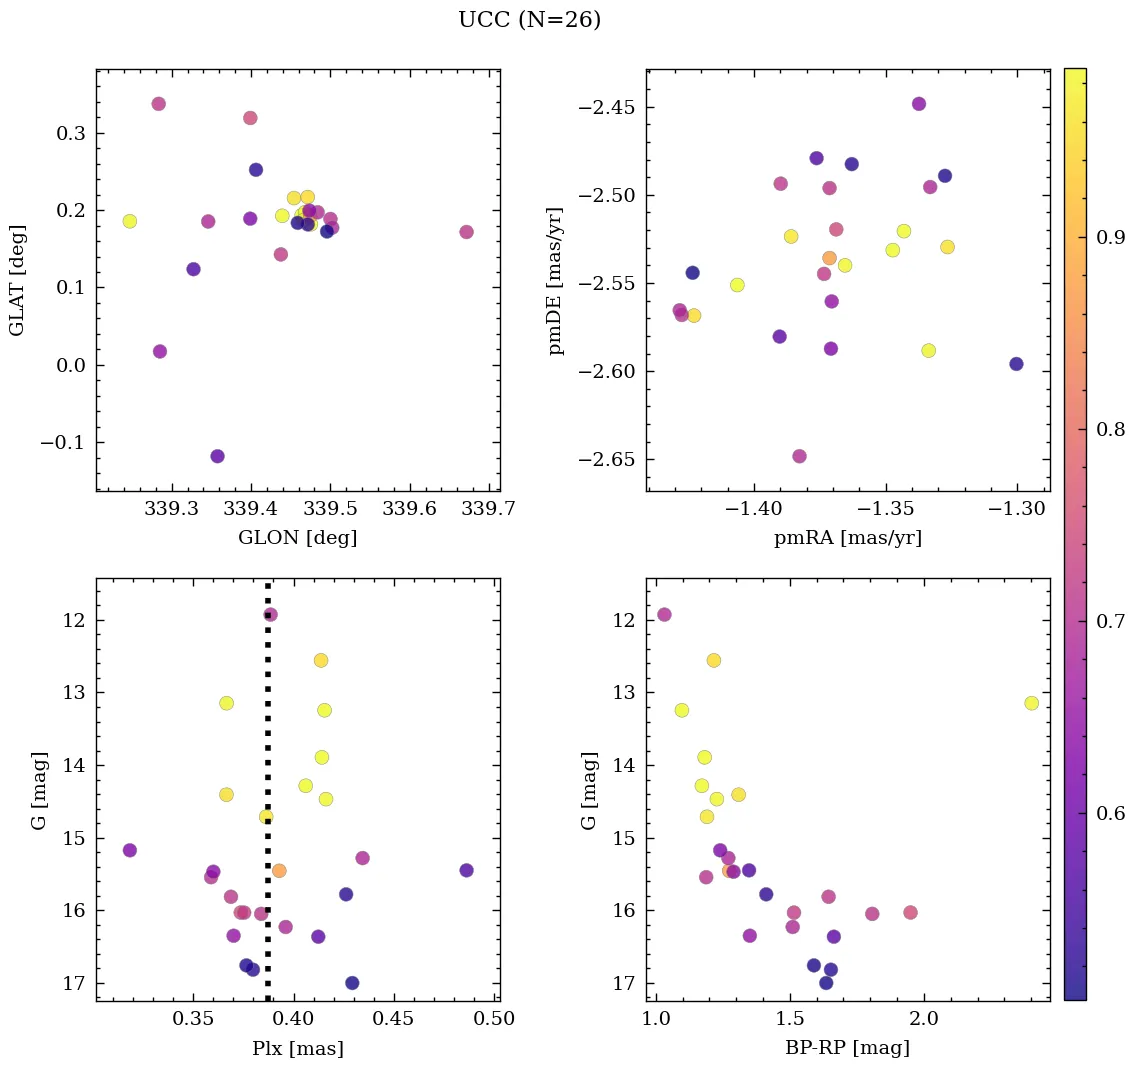 UCC (N=26)
0.3
0.2
0.1
0.0
−0.1
GLAT [deg]
339.3 339.4 339.5 339.6 339.7
GLON [deg]
−2.45
−2.50
−2.55
−2.60
−2.65
pmDE [mas/yr]
−1.40 −1.35 −1.30
pmRA [mas/yr]
0.9
0.8
0.7
0.6
12
13
14
15
16
17
G [mag]
0.35 0.40 0.45 0.50
Plx [mas]
12
13
14
15
16
17
G [mag]
1.0 1.5 2.0
BP-RP [mag]